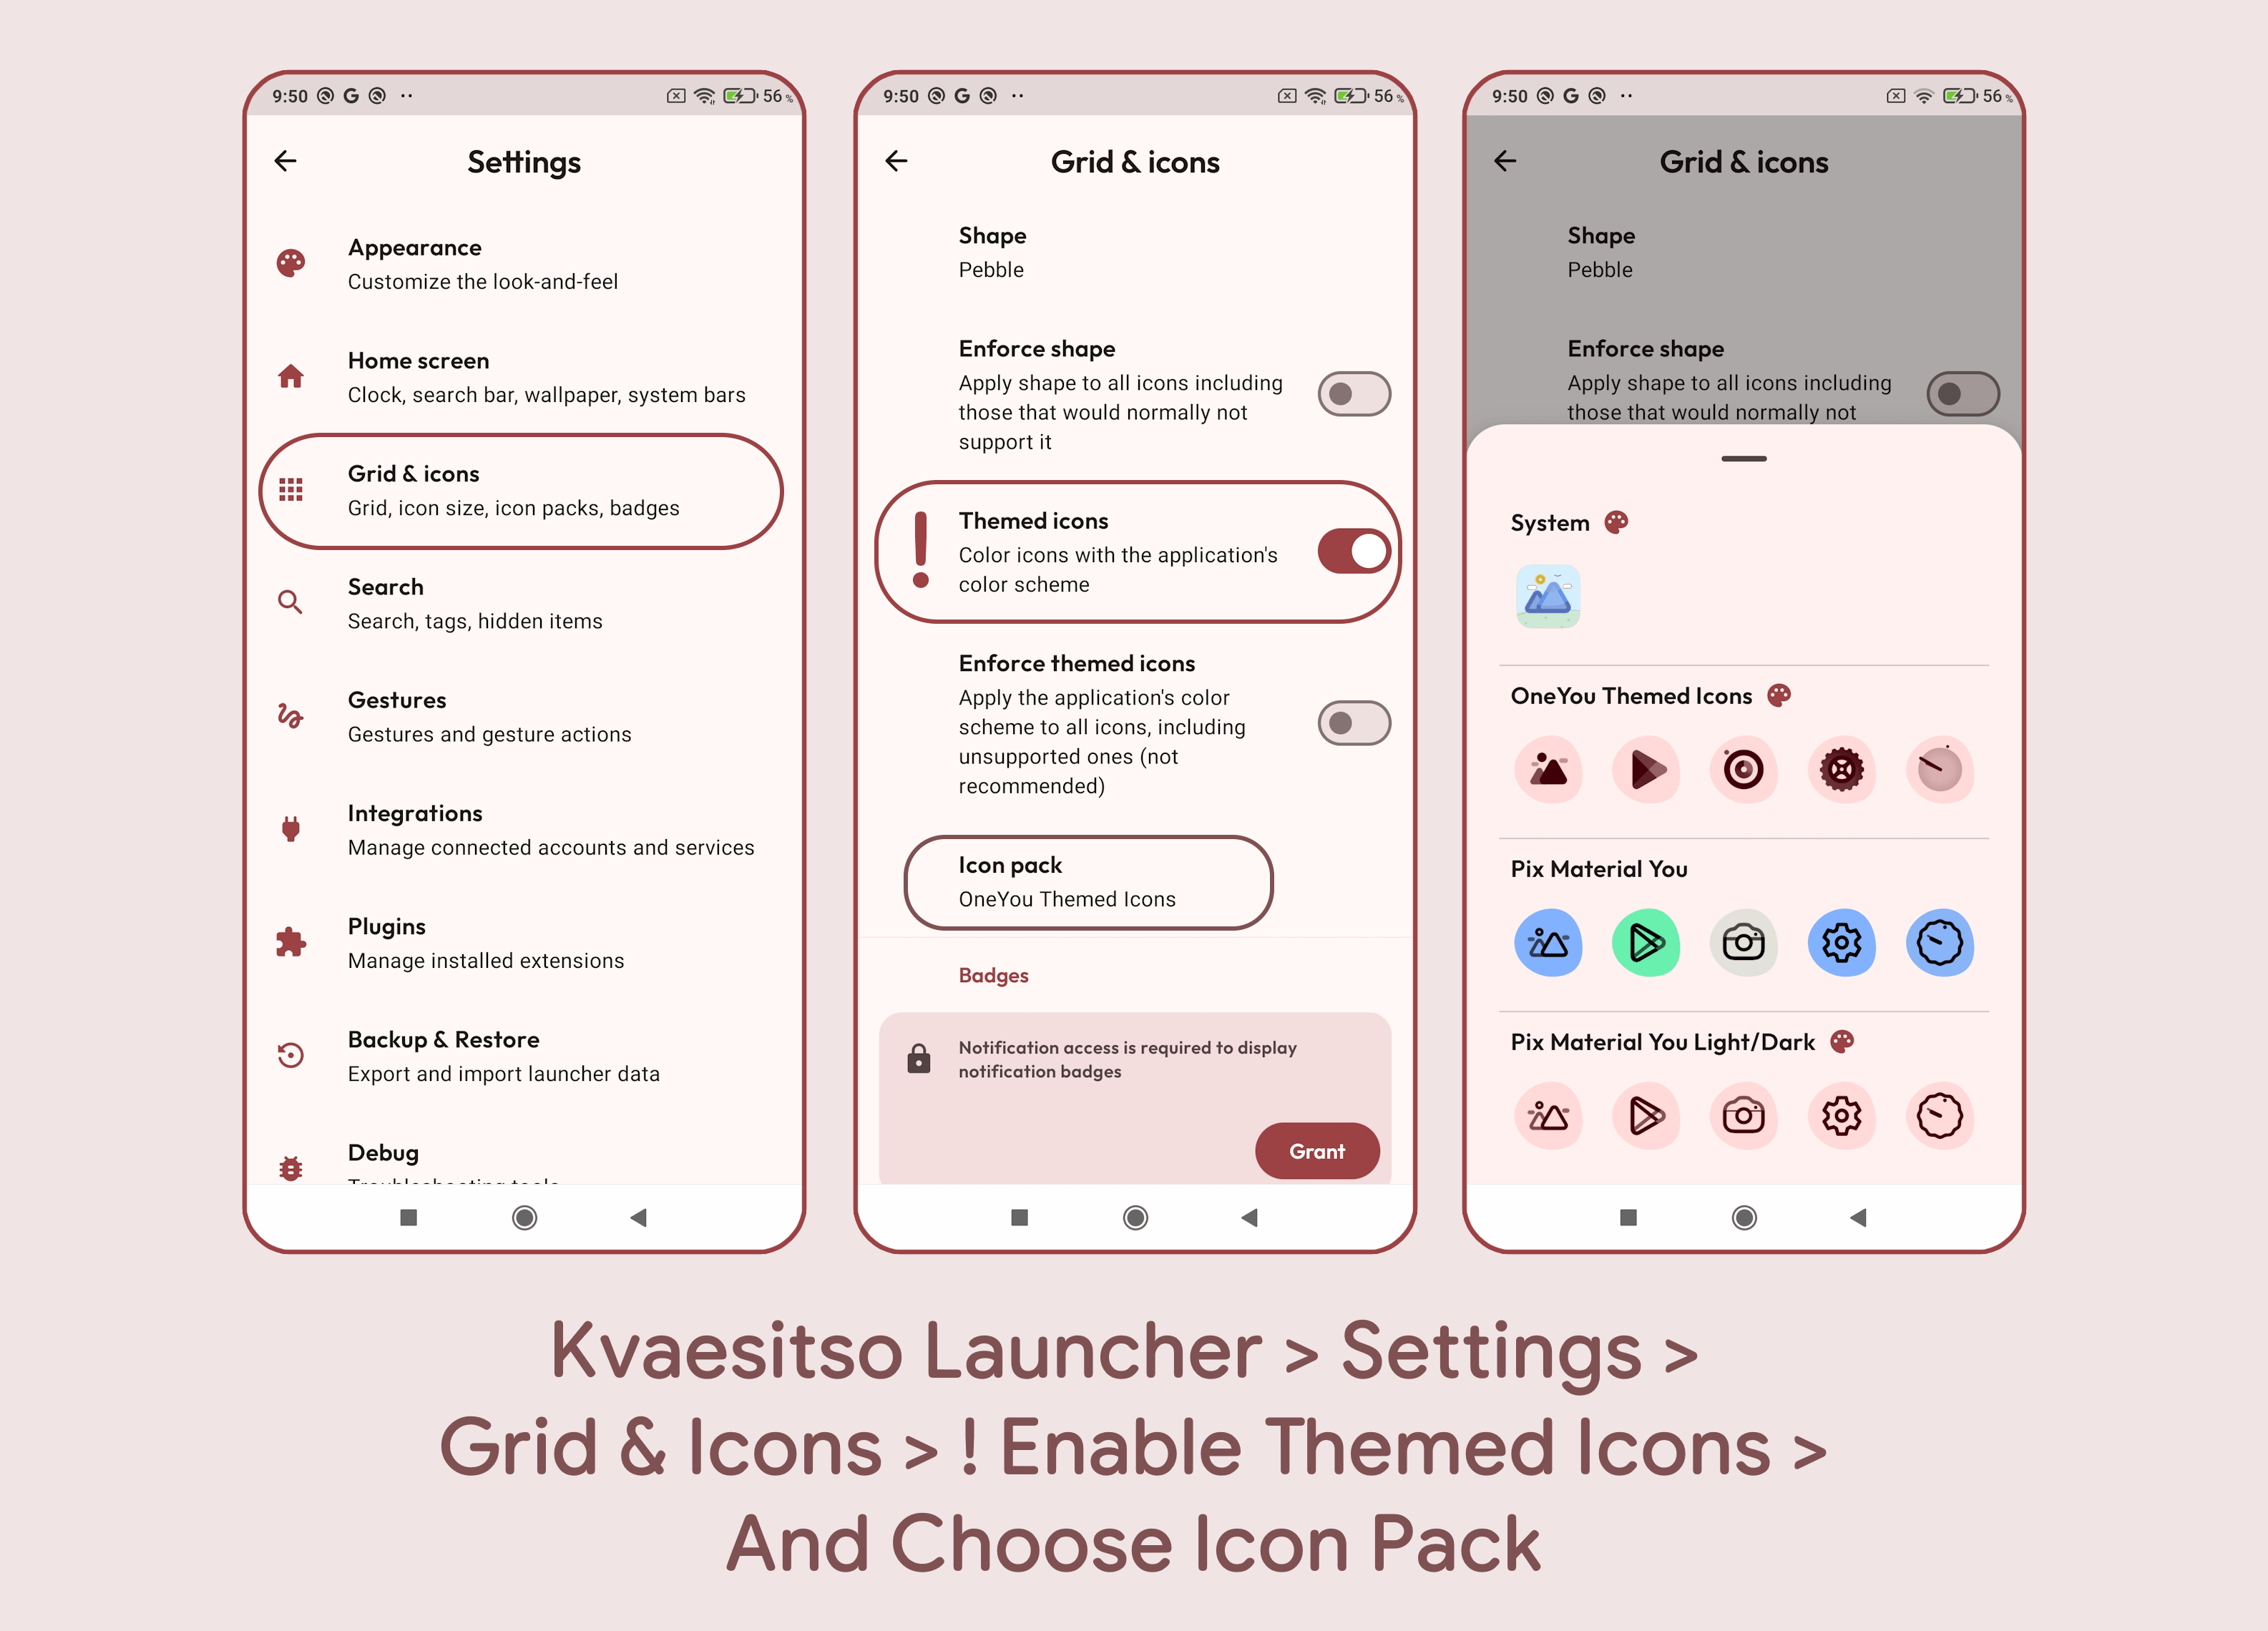 9:50
56 %
Settings
Appearance
Customize the look-and-feel
Home screen
Clock, search bar, wallpaper, system bars
Grid & icons
Grid, icon size, icon packs, badges
Search
Search, tags, hidden items
Gestures
Gestures and gesture actions
Integrations
Manage connected accounts and services
Plugins
Manage installed extensions
Backup & Restore
Export and import launcher data
Debug
9:50
56 %
Grid & icons
Shape
Pebble
Enforce shape
Apply shape to all icons including
those that would normally not
support it
!
Themed icons
Color icons with the application's
color scheme
Enforce themed icons
Apply the application's color
scheme to all icons, including
unsupported ones (not
recommended)
Icon pack
OneYou Themed Icons
Badges
Notification access is required to display
notification badges
Grant
9:50
56 %
Grid & icons
Shape
Pebble
Enforce shape
Apply shape to all icons including
those that would normally not
System
OneYou Themed Icons
Pix Material You
Pix Material You Light/Dark
Kvaesitso Launcher > Settings >
Grid & Icons > ! Enable Themed Icons >
And Choose Icon Pack